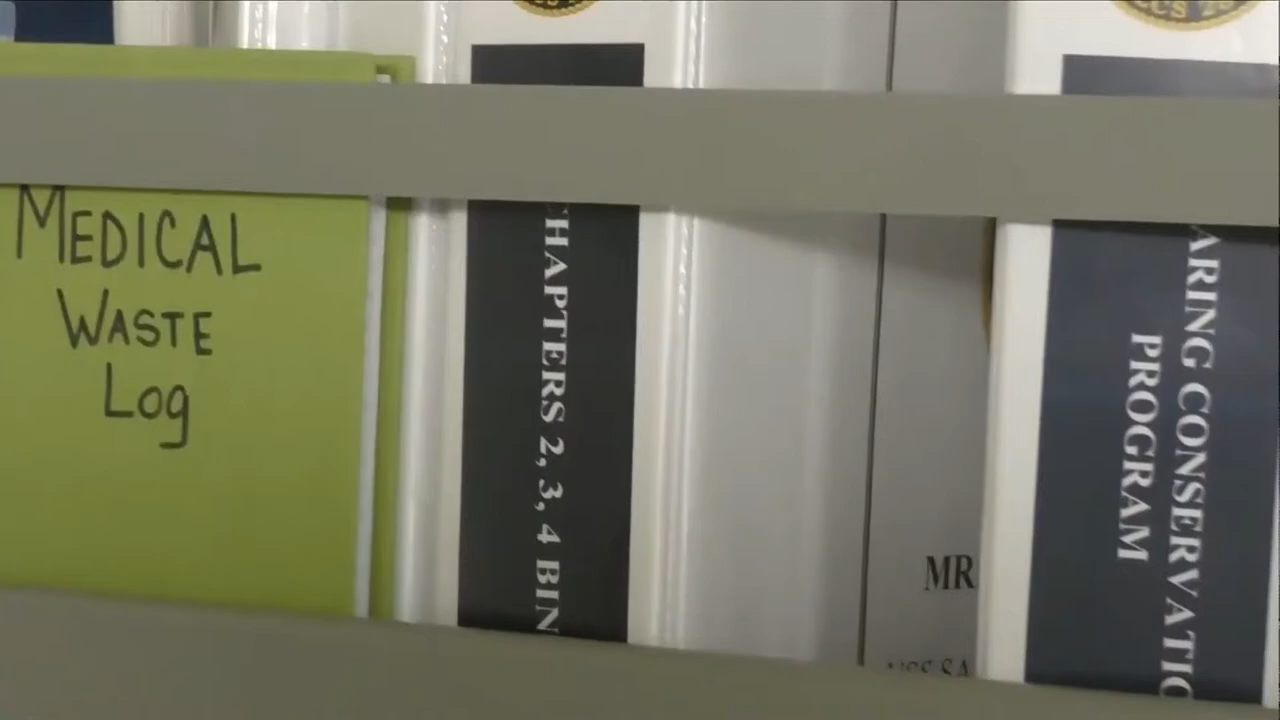 MEDICAL
WASTE
LOG
HAPTERS 2, 3, 4 BIN
MR
ARING CONSERVATIO
PROGRAM